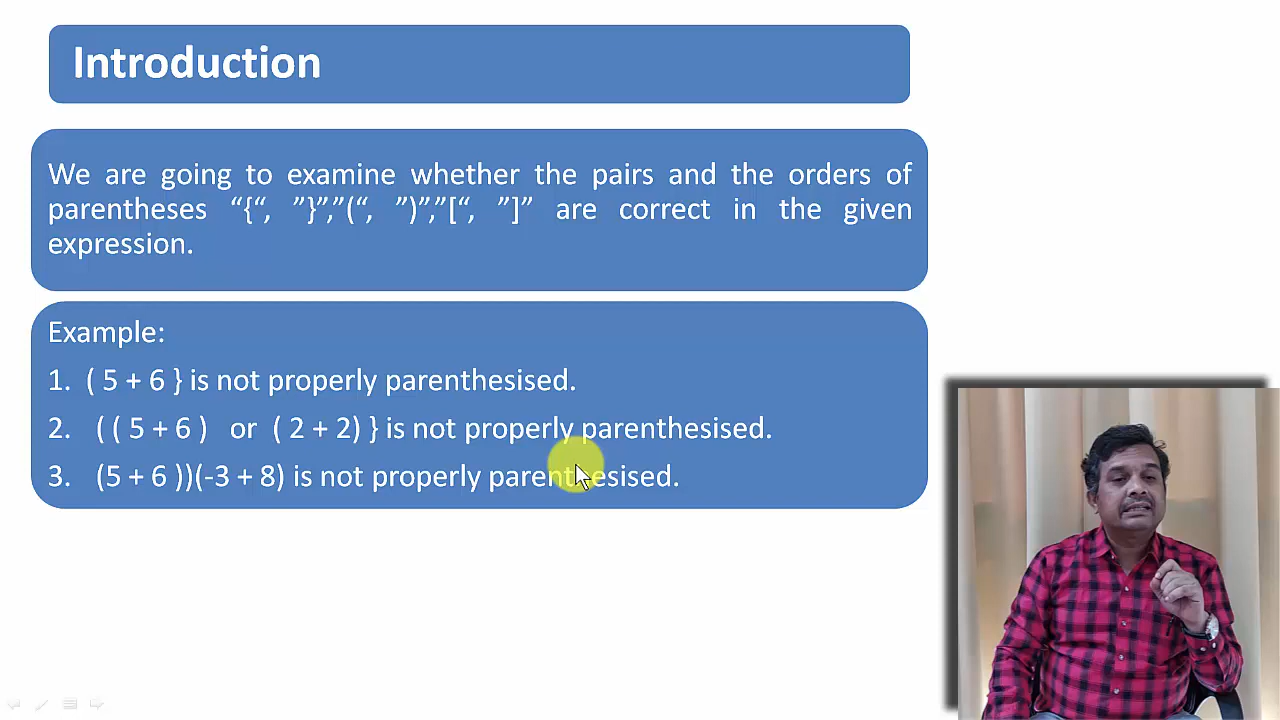 Introduction
We are going to examine whether the pairs and the orders of
parentheses “{“, ”}”,”(“, ”)”,”[“, ”]” are correct in the given
expression.
Example:
1. ( 5 + 6 } is not properly parenthesised.
2. ( ( 5 + 6 ) or ( 2 + 2) } is not properly parenthesised.
3. (5 + 6 ))(-3 + 8) is not properly parenthesised.